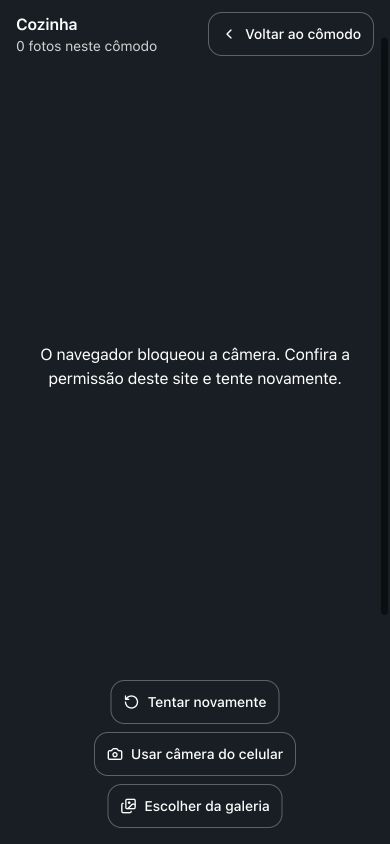 Cozinha
0 fotos neste cômodo
Voltar ao cômodo
O navegador bloqueou a câmera. Confira a
permissão deste site e tente novamente.
Tentar novamente
Usar câmera do celular
Escolher da galeria